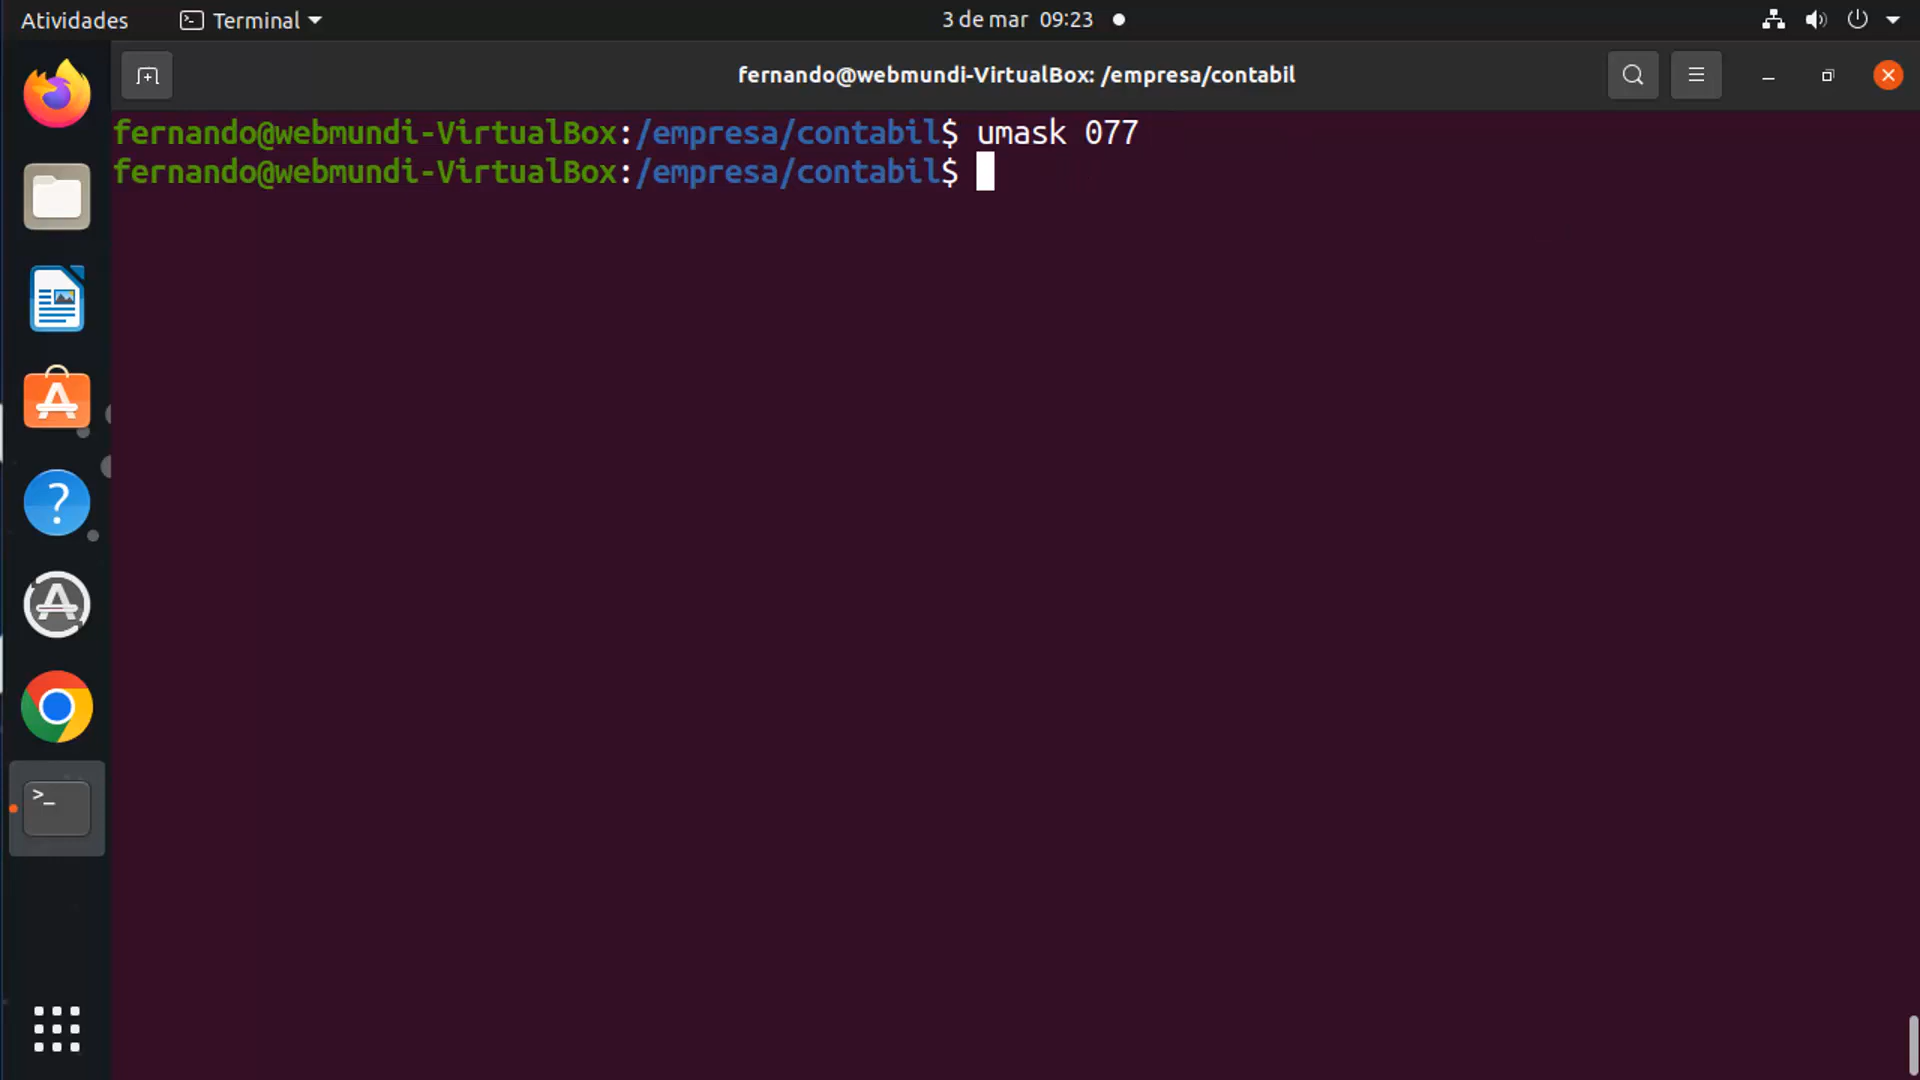 Atividades Terminal 3 de mar 09:23
fernando@webmundi-VirtualBox: /empresa/contabil
fernando@webmundi-VirtualBox:/empresa/contabil$ umask 077
fernando@webmundi-VirtualBox:/empresa/contabil$